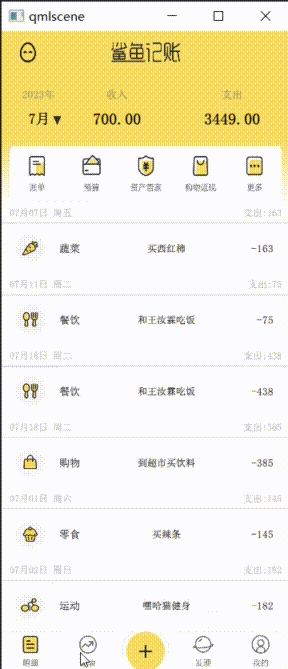 qmlscene
鲨鱼记账
2023年 收入 支出
7月▼ 700.00 3449.00
账单 预算 资产管家 购物返现 更多
07月07日 周五 支出:163
蔬菜 买西红柿 -163
07月11日 周二 支出:75
餐饮 和王汝霖吃饭 -75
07月18日 周二 支出:438
餐饮 和王汝霖吃饭 -438
07月18日 周二 支出:385
购物 到超市买饮料 -385
07月01日 周六 支出:145
零食 买辣条 -145
07月02日 周日 支出:182
运动 嘿哈猫健身 -182
明细 发现 我的